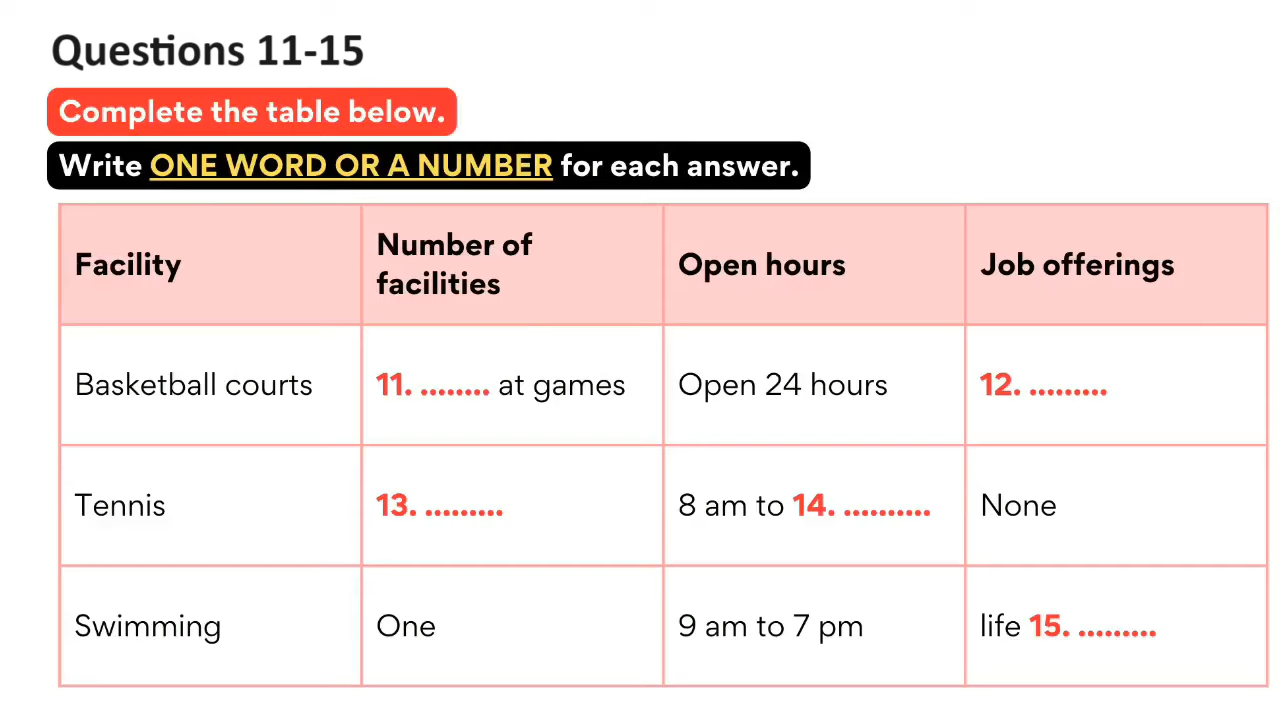 Questions 11-15
Complete the table below.
Write ONE WORD OR A NUMBER for each answer.
Facility
Number of
facilities
Open hours
Job offerings
Basketball courts
11. ........ at games
Open 24 hours
12. .........
Tennis
13. .........
8 am to 14. ..........
None
Swimming
One
9 am to 7 pm
life 15. .........